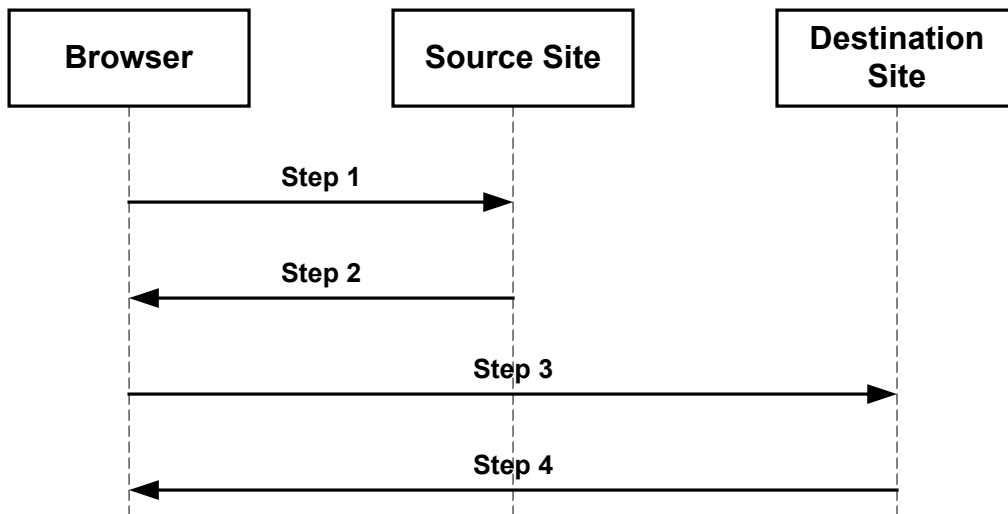 Browser
Source Site
Destination
Site
Step 1
Step 2
Step 3
Step 4